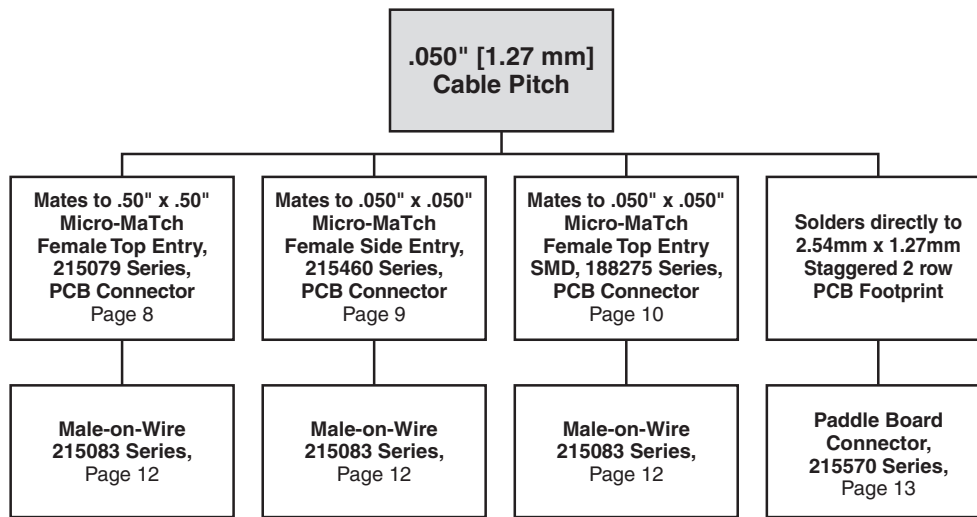 .050" [1.27 mm]
Cable Pitch
Mates to .50" x .50"
Micro-MaTch
Female Top Entry,
215079 Series,
PCB Connector
Page 8
Mates to .050" x .050"
Micro-MaTch
Female Side Entry,
215460 Series,
PCB Connector
Page 9
Mates to .050" x .050"
Micro-MaTch
Female Top Entry
SMD, 188275 Series,
PCB Connector
Page 10
Solders directly to
2.54mm x 1.27mm
Staggered 2 row
PCB Footprint
Male-on-Wire
215083 Series,
Page 12
Male-on-Wire
215083 Series,
Page 12
Male-on-Wire
215083 Series,
Page 12
Paddle Board
Connector,
215570 Series,
Page 13